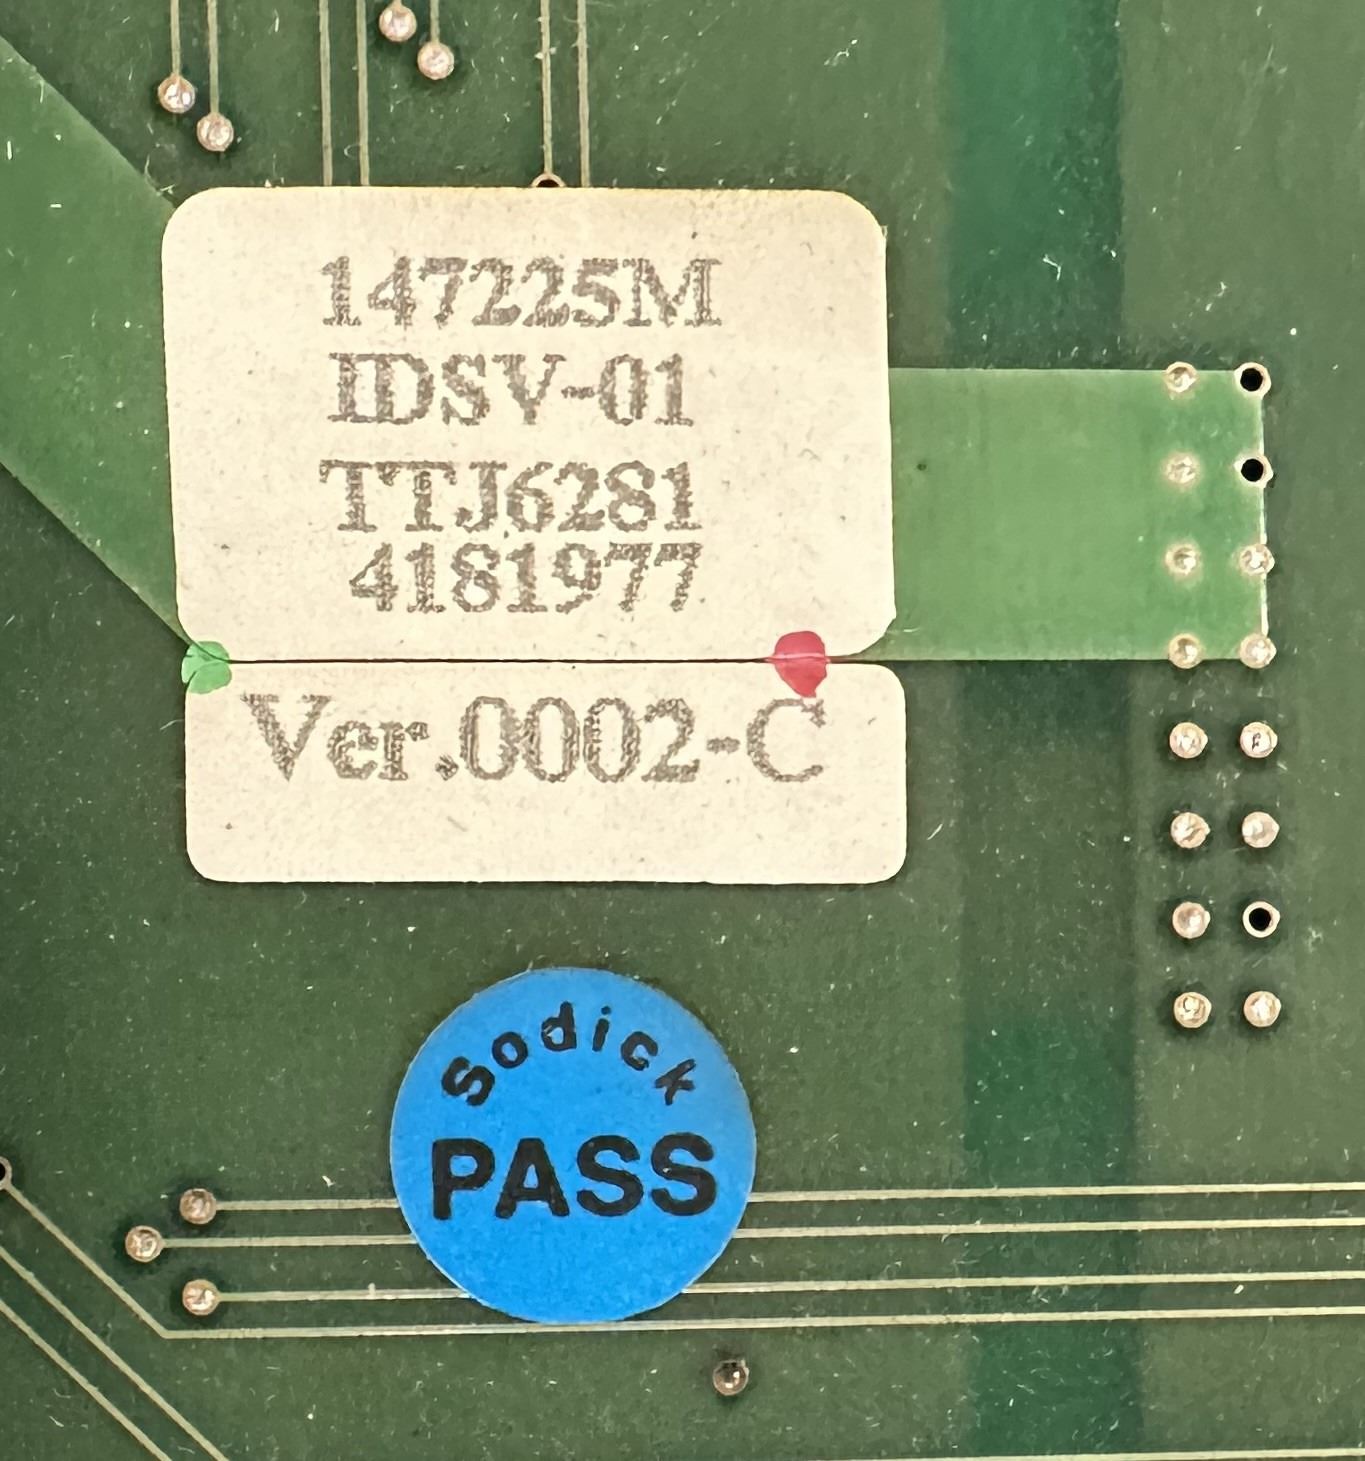 147225M
IDSV-01
TTJ6281
4181977
Ver.0002-C
Sodick
PASS